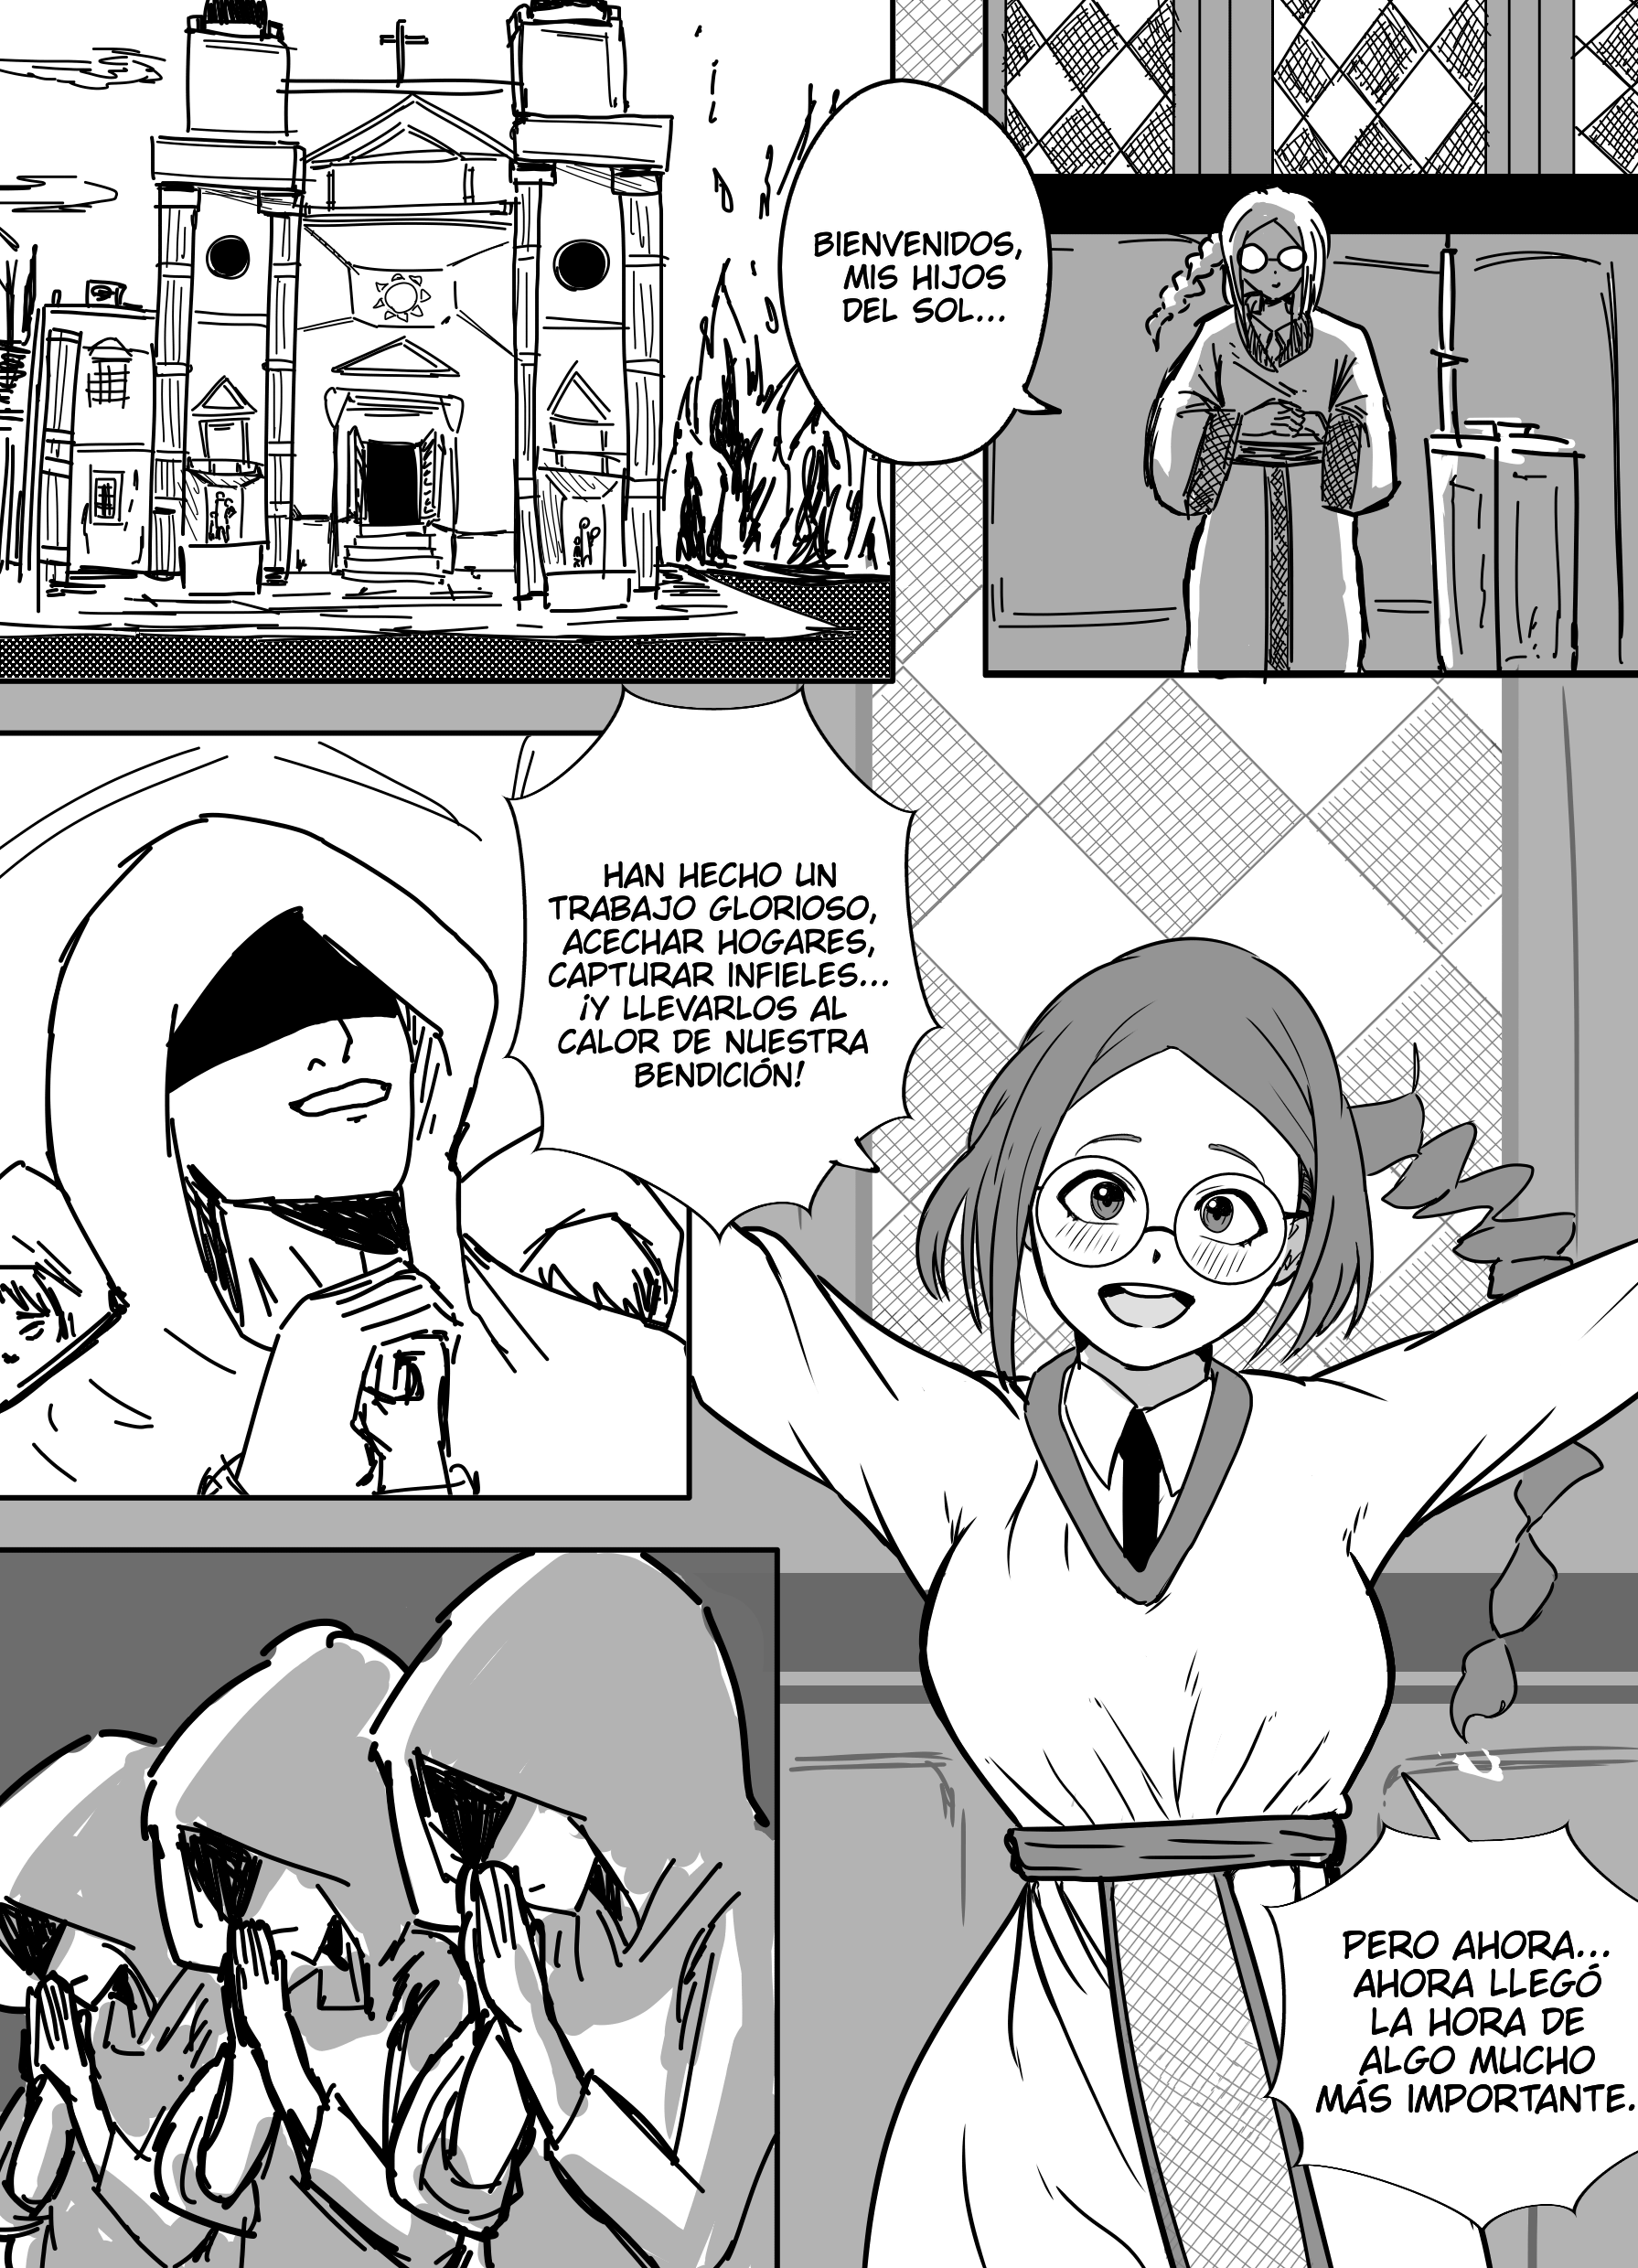 BIENVENIDOS,
MIS HIJOS
DEL SOL...
HAN HECHO UN
TRABAJO GLORIOSO,
ACECHAR HOGARES,
CAPTURAR INFIELES...
¡Y LLEVARLOS AL
CALOR DE NUESTRA
BENDICIÓN!
PERO AHORA...
AHORA LLEGÓ
LA HORA DE
ALGO MUCHO
MÁS IMPORTANTE.